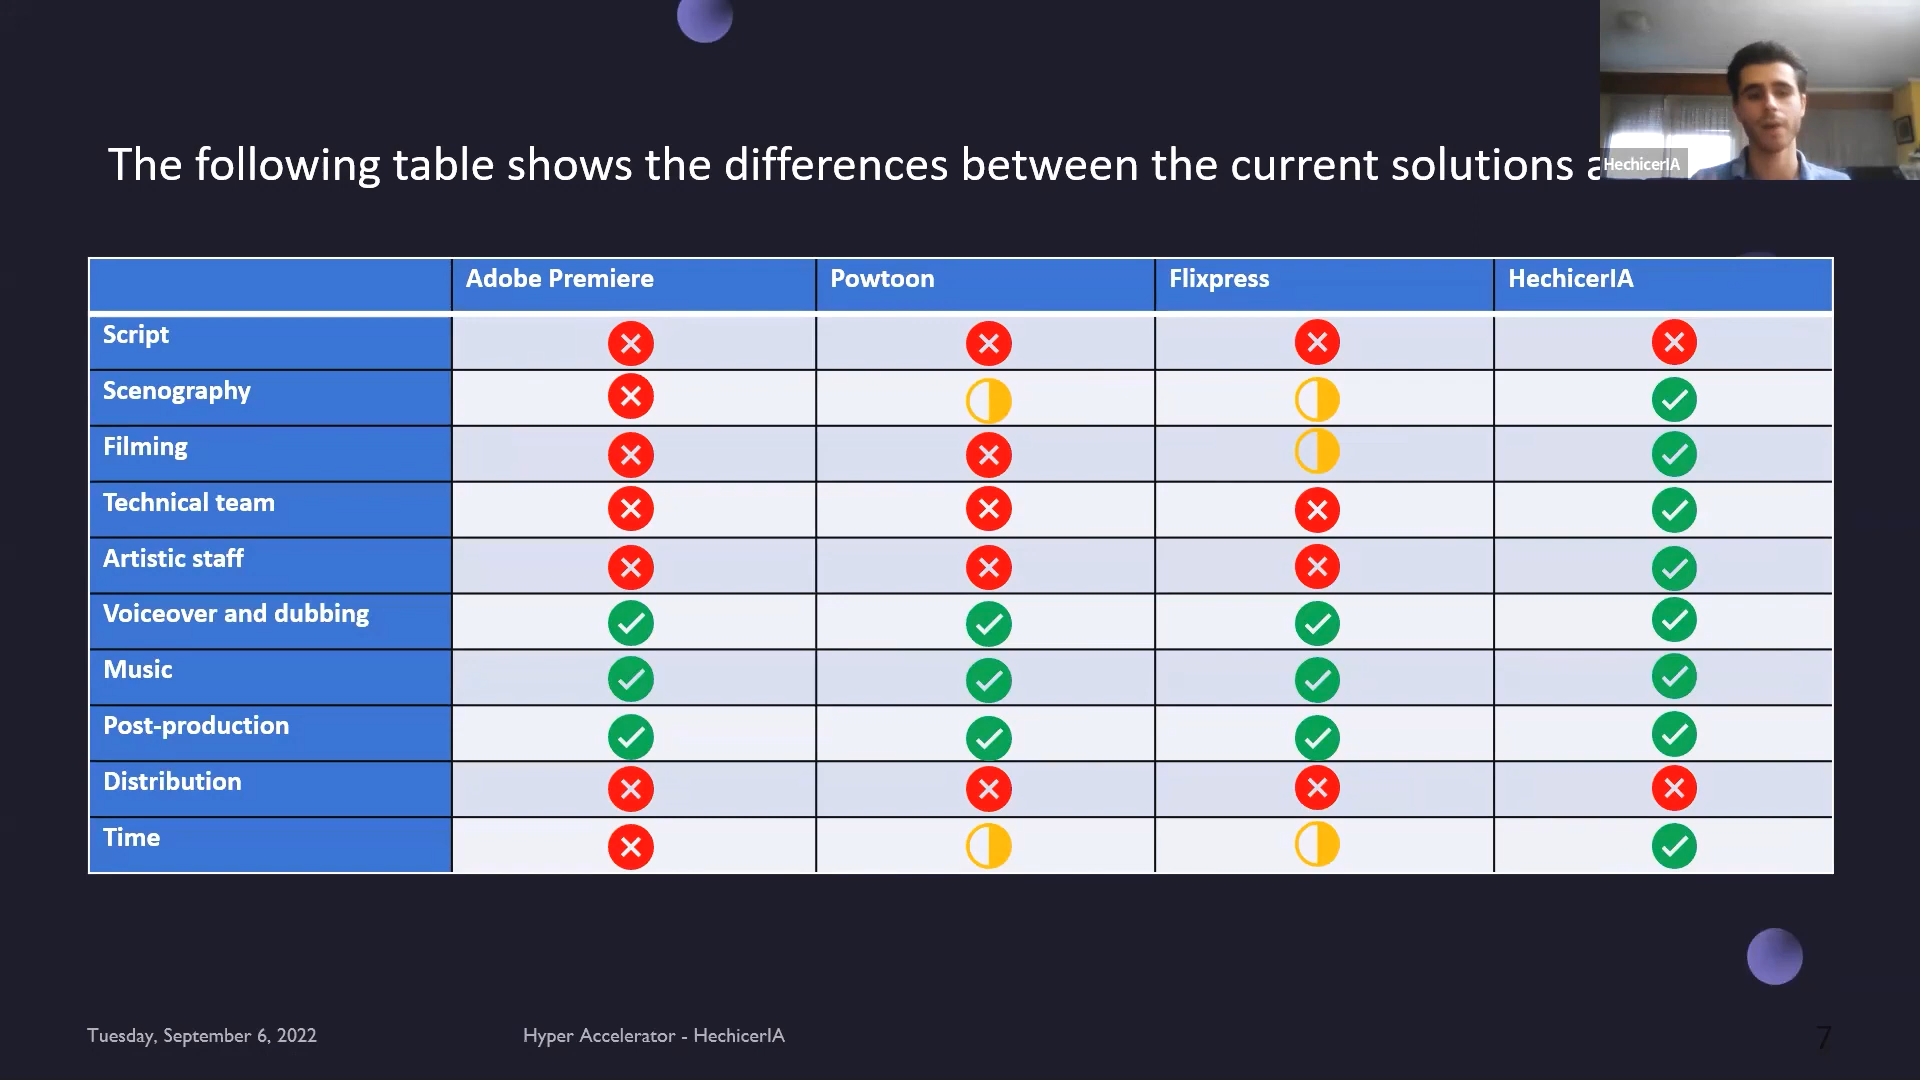 The following table shows the differences between the current solutions
HechicerIA
Adobe Premiere
Powtoon
Flixpress
HechicerIA
Script
Scenography
Filming
Technical team
Artistic staff
Voiceover and dubbing
Music
Post-production
Distribution
Time
Tuesday, September 6, 2022
Hyper Accelerator - HechicerIA
7